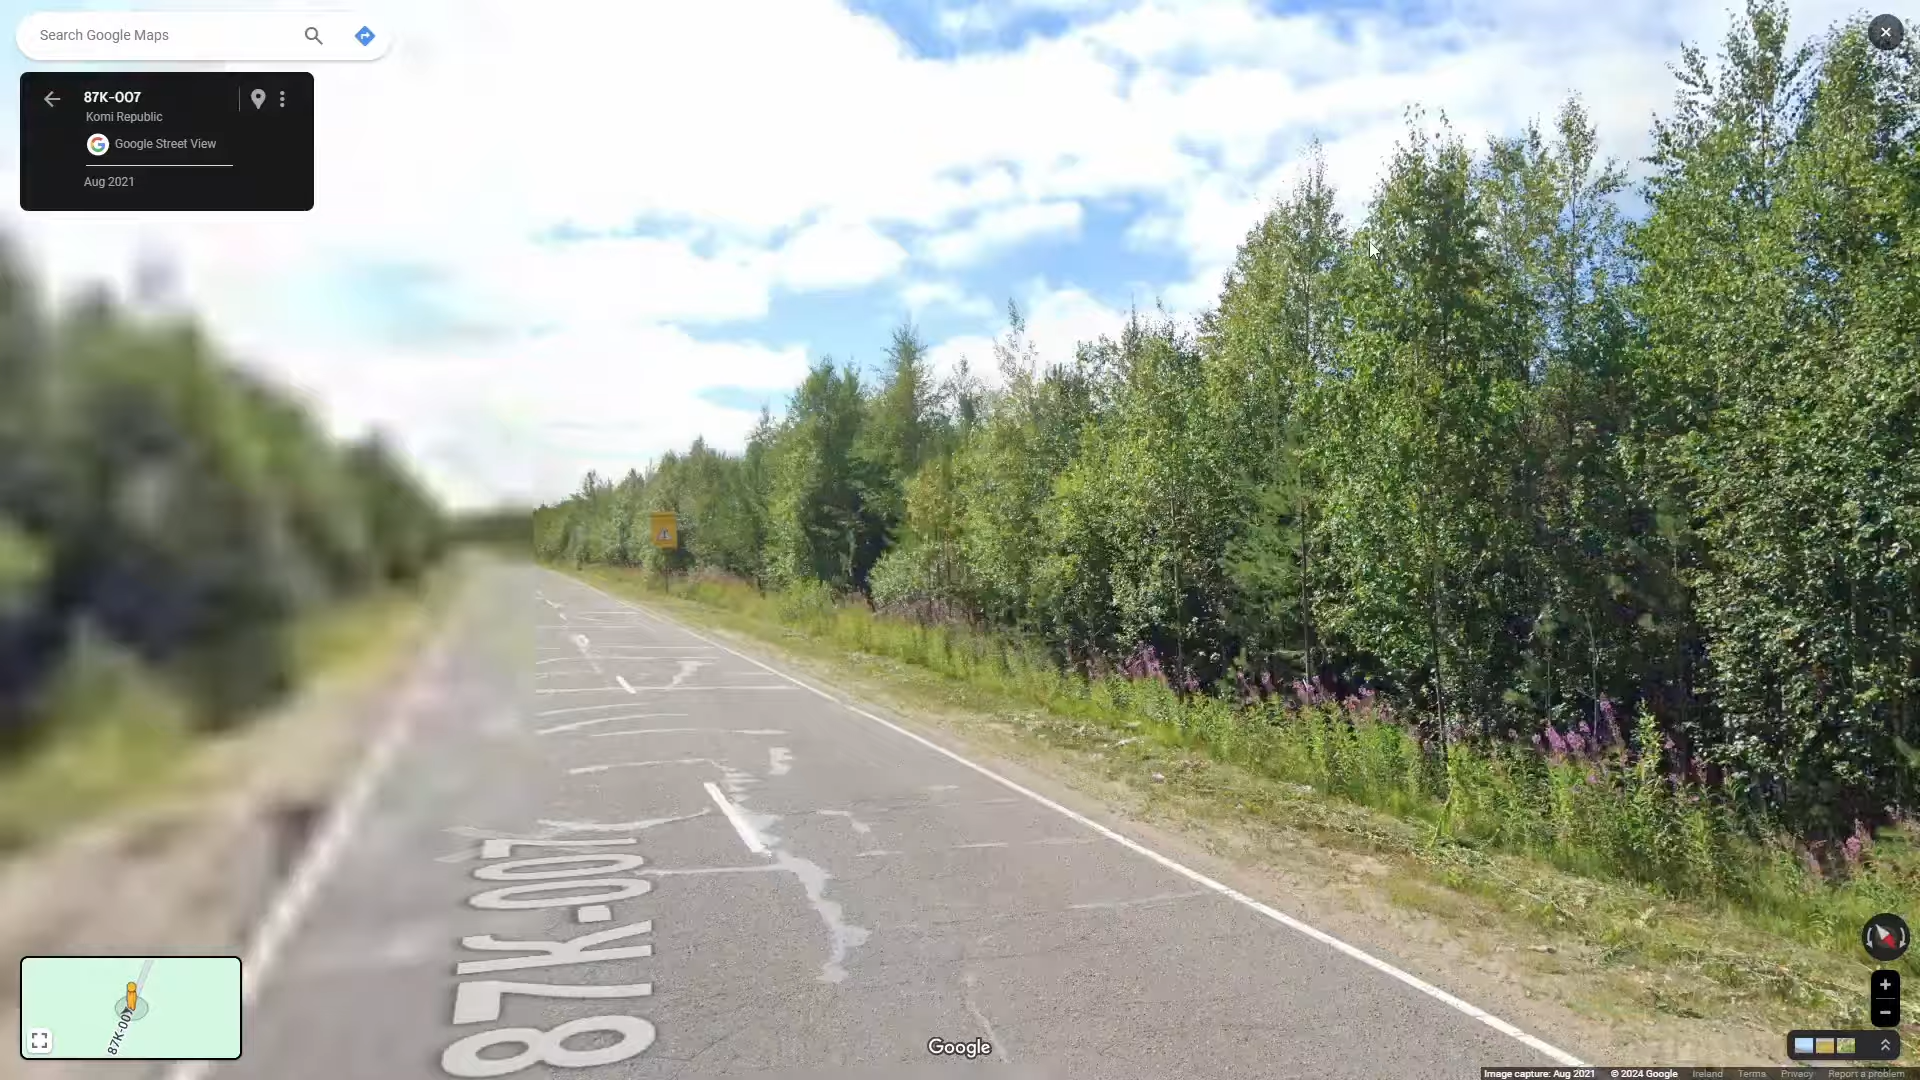 Search Google Maps
87K-007
Komi Republic
Google Street View
Aug 2021
87K-007
87K-00
Google
Image capture: Aug 2021 © 2024 Google Ireland Terms Privacy Report a problem